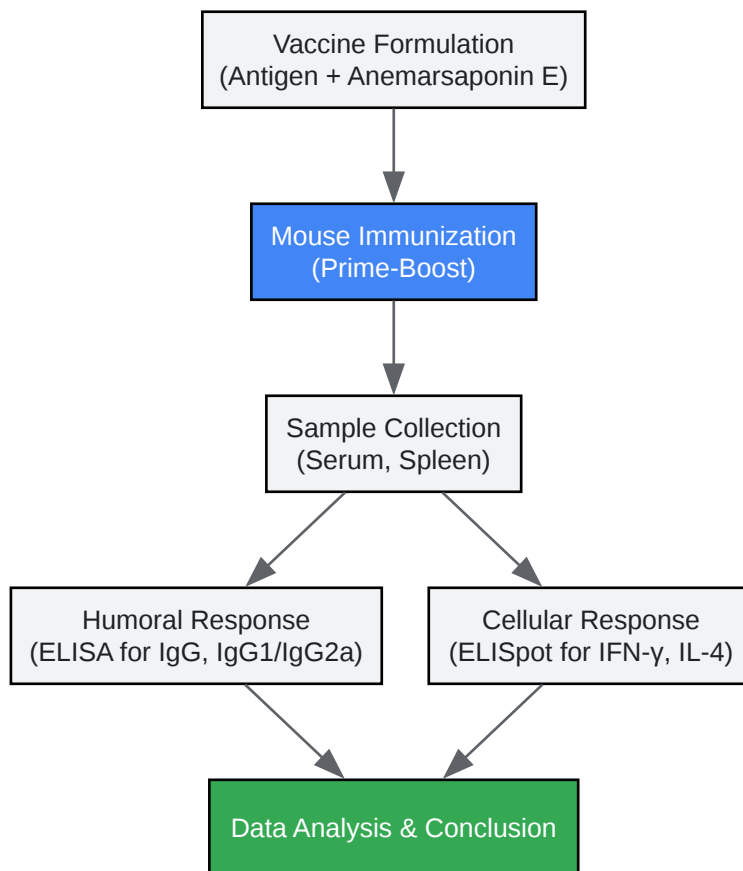 Vaccine Formulation
(Antigen + Anemarsaponin E)
Mouse Immunization
(Prime-Boost)
Sample Collection
(Serum, Spleen)
Humoral Response
(ELISA for IgG, IgG1/IgG2a)
Cellular Response
(ELISpot for IFN-γ, IL-4)
Data Analysis & Conclusion